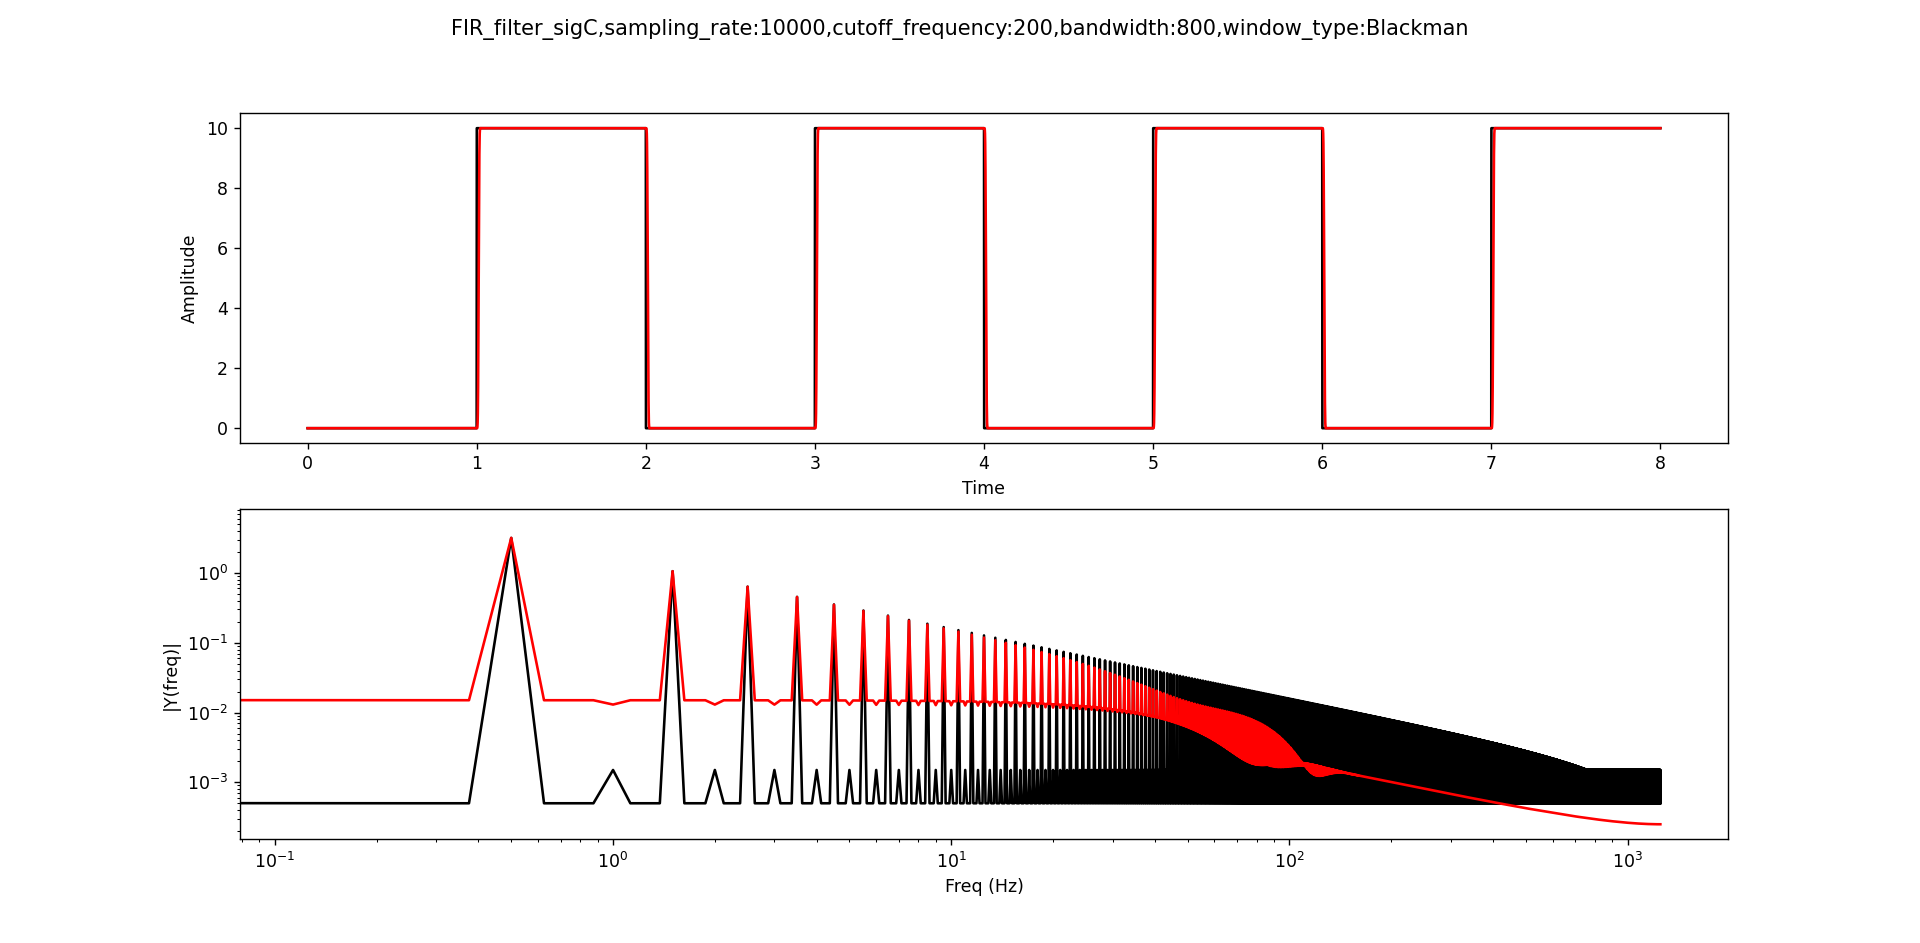 FIR_filter_sigC,sampling_rate:10000,cutoff_frequency:200,bandwidth:800,window_type:Blackman
10
8
6
4
2
0
Amplitude
0 1 2 3 4 5 6 7 8
Time
10⁰
10⁻¹
10⁻²
10⁻³
|Y(freq)|
10⁻¹ 10⁰ 10¹ 10² 10³
Freq (Hz)